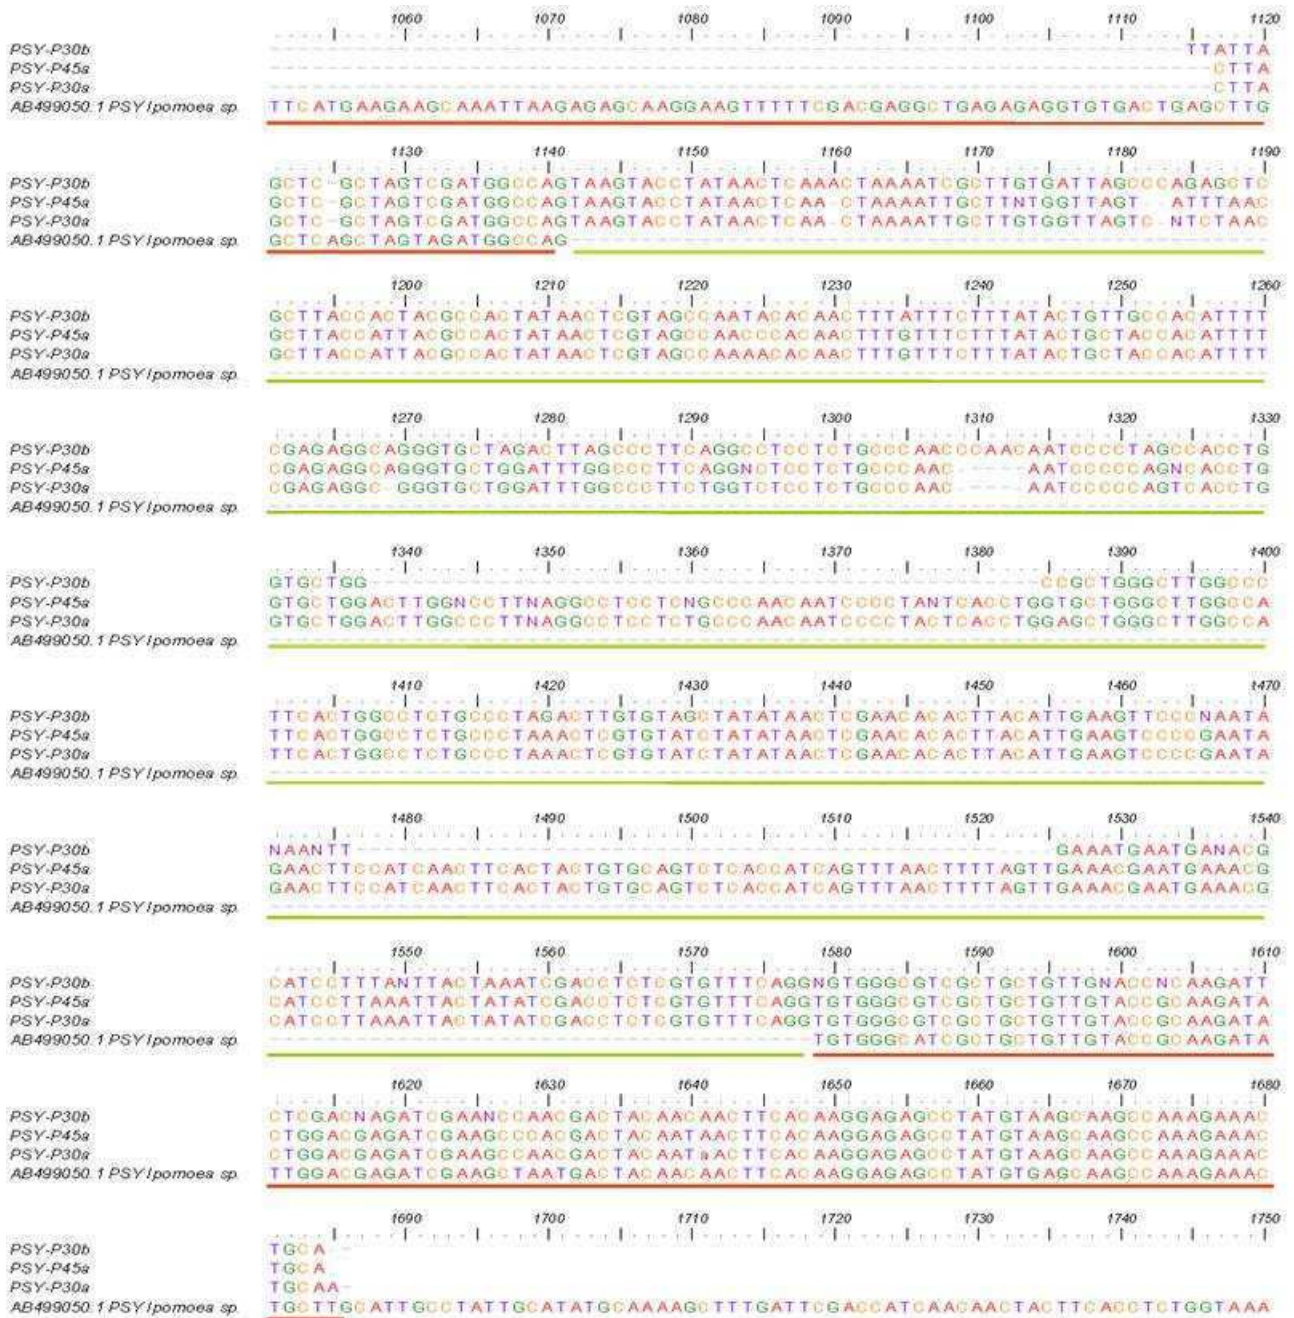 1060 1070 1080 1090 1100 1110 1120
PSY-P30b TTATTA
PSY-P45a CTTA
PSY-P30a CTTA
AB499050.1 PSY Ipomoea sp. TTCATGAAGAAGCAAATTAAGAGAGCAAGGAAGTTTTTCGACGAGGCTGAGAGAGGTGTGACTGAGCTTG
1130 1140 1150 1160 1170 1180 1190
PSY-P30b GCTC-GCTAGTCGATGGCCAGTAAGTACCTATAACTCAAACTAAAATCGCTTGTGATTAGCCCAGAGCTC
PSY-P45a GCTC-GCTAGTCGATGGCCAGTAAGTACCTATAACTCAA-CTAAAATTGCTTNTGGTTAGT--ATTTAAC
PSY-P30a GCTC-GCTAGTCGATGGCCAGTAAGTACCTATAACTCAA-CTAAAATTGCTTGTGGTTAGTC-NTCTAAC
AB499050.1 PSY Ipomoea sp. GCTCAGCTAGTAGATGGCCAG
1200 1210 1220 1230 1240 1250 1260
PSY-P30b GCTTACCACTACGCCACTATAACTCGTAGCCAATACACAACTTTATTTCTTTATACTGTTGCCACATTTT
PSY-P45a GCTTACCATTACGCCACTATAACTCGTAGCCAACCCACAACTTTGTTTCTTTATACTGCTACCACATTTT
PSY-P30a GCTTACCATTACGCCACTATAACTCGTAGCCAAAACACAACTTTGTTTCTTTATACTGCTACCACATTTT
AB499050.1 PSY Ipomoea sp.
1270 1280 1290 1300 1310 1320 1330
PSY-P30b CGAGAGGCAGGGTGCTAGACTTAGCCCTTCAGGCCTCCTCTGCCCAACCCAACAATCCCCTAGCCACCTG
PSY-P45a CGAGAGGCAGGGTGCTGGATTTGGCCCTTCAGGNCTCCTCTGCCCAAC-----AATCCCCCAGNCACCTG
PSY-P30a CGAGAGGC-GGGTGCTGGATTTGGCCCTTCTGGTCTCCTCTGCCCAAC-----AATCCCCCAGTCACCTG
AB499050.1 PSY Ipomoea sp.
1340 1350 1360 1370 1380 1390 1400
PSY-P30b GTGCTGG CCGCTGGGCTTGGCCC
PSY-P45a GTGCTGGACTTGGNCCTTNAGGCCTCCTCNGCCCAACAATCCCCTANTCACCTGGTGCTGGGCTTGGCCA
PSY-P30a GTGCTGGACTTGGCCCTTNAGGCCTCCTCTGCCCAACAATCCCCTACTCACCTGGAGCTGGGCTTGGCCA
AB499050.1 PSY Ipomoea sp.
1410 1420 1430 1440 1450 1460 1470
PSY-P30b TTCACTGGCCTCTGCCCTAGACTTGTGTAGCTATATAACTCGAACACACTTACATTGAAGTTCCCNAATA
PSY-P45a TTCACTGGCCTCTGCCCTAAACTCGTGTATCTATATAACTCGAACACACTTACATTGAAGTCCCCGAATA
PSY-P30a TTCACTGGCCTCTGCCCTAAACTCGTGTATCTATATAACTCGAACACACTTACATTGAAGTCCCCGAATA
AB499050.1 PSY Ipomoea sp.
1480 1490 1500 1510 1520 1530 1540
PSY-P30b NAANTT GAAATGAATGANACG
PSY-P45a GAACTTCCATCAACTTCACTACTGTGCAGTCTCACCATCAGTTTAACTTTTAGTTGAAACGAATGAAACG
PSY-P30a GAACTTCCATCAACTTCACTACTGTGCAGTCTCACCATCAGTTTAACTTTTAGTTGAAACGAATGAAACG
AB499050.1 PSY Ipomoea sp.
1550 1560 1570 1580 1590 1600 1610
PSY-P30b CATCCTTTANTTACTAAATCGACCTCTCGTGTTTCAGGNGTGGGCGTCGCTGCTGTTGNACCNCAAGATT
PSY-P45a CATCCTTAAATTACTATATCGACCTCTCGTGTTTCAGGTGTGGGCGTCGCTGCTGTTGTACCGCAAGATA
PSY-P30a CATCCTTAAATTACTATATCGACCTCTCGTGTTTCAGGTGTGGGCGTCGCTGCTGTTGTACCGCAAGATA
AB499050.1 PSY Ipomoea sp. TGTGGGCATCGCTGCTGTTGTACCGCAAGATA
1620 1630 1640 1650 1660 1670 1680
PSY-P30b CTCGACNAGATCGAANCCAACGACTACAACAACTTCACAAGGAGAGCCTATGTAAGCAAGCCAAAGAAAC
PSY-P45a CTGGACGAGATCGAAGCCCACGACTACAATAACTTCACAAGGAGAGCCTATGTAAGCAAGCCAAAGAAAC
PSY-P30a CTGGACGAGATCGAAGCCAACGACTACAATaACTTCACAAGGAGAGCCTATGTAAGCAAGCCAAAGAAAC
AB499050.1 PSY Ipomoea sp. TTGGACGAGATCGAAGCTAATGACTACAACAACTTCACAAGGAGAGCCTATGTGAGCAAGCCAAAGAAAC
1690 1700 1710 1720 1730 1740 1750
PSY-P30b TGCA-
PSY-P45a TGCA
PSY-P30a TGCAA-
AB499050.1 PSY Ipomoea sp. TGCTTGCATTGCCTATTGCATATGCAAAAGCTTTGATTCGACCATCAACAACTACTTCACCTCTGGTAAA